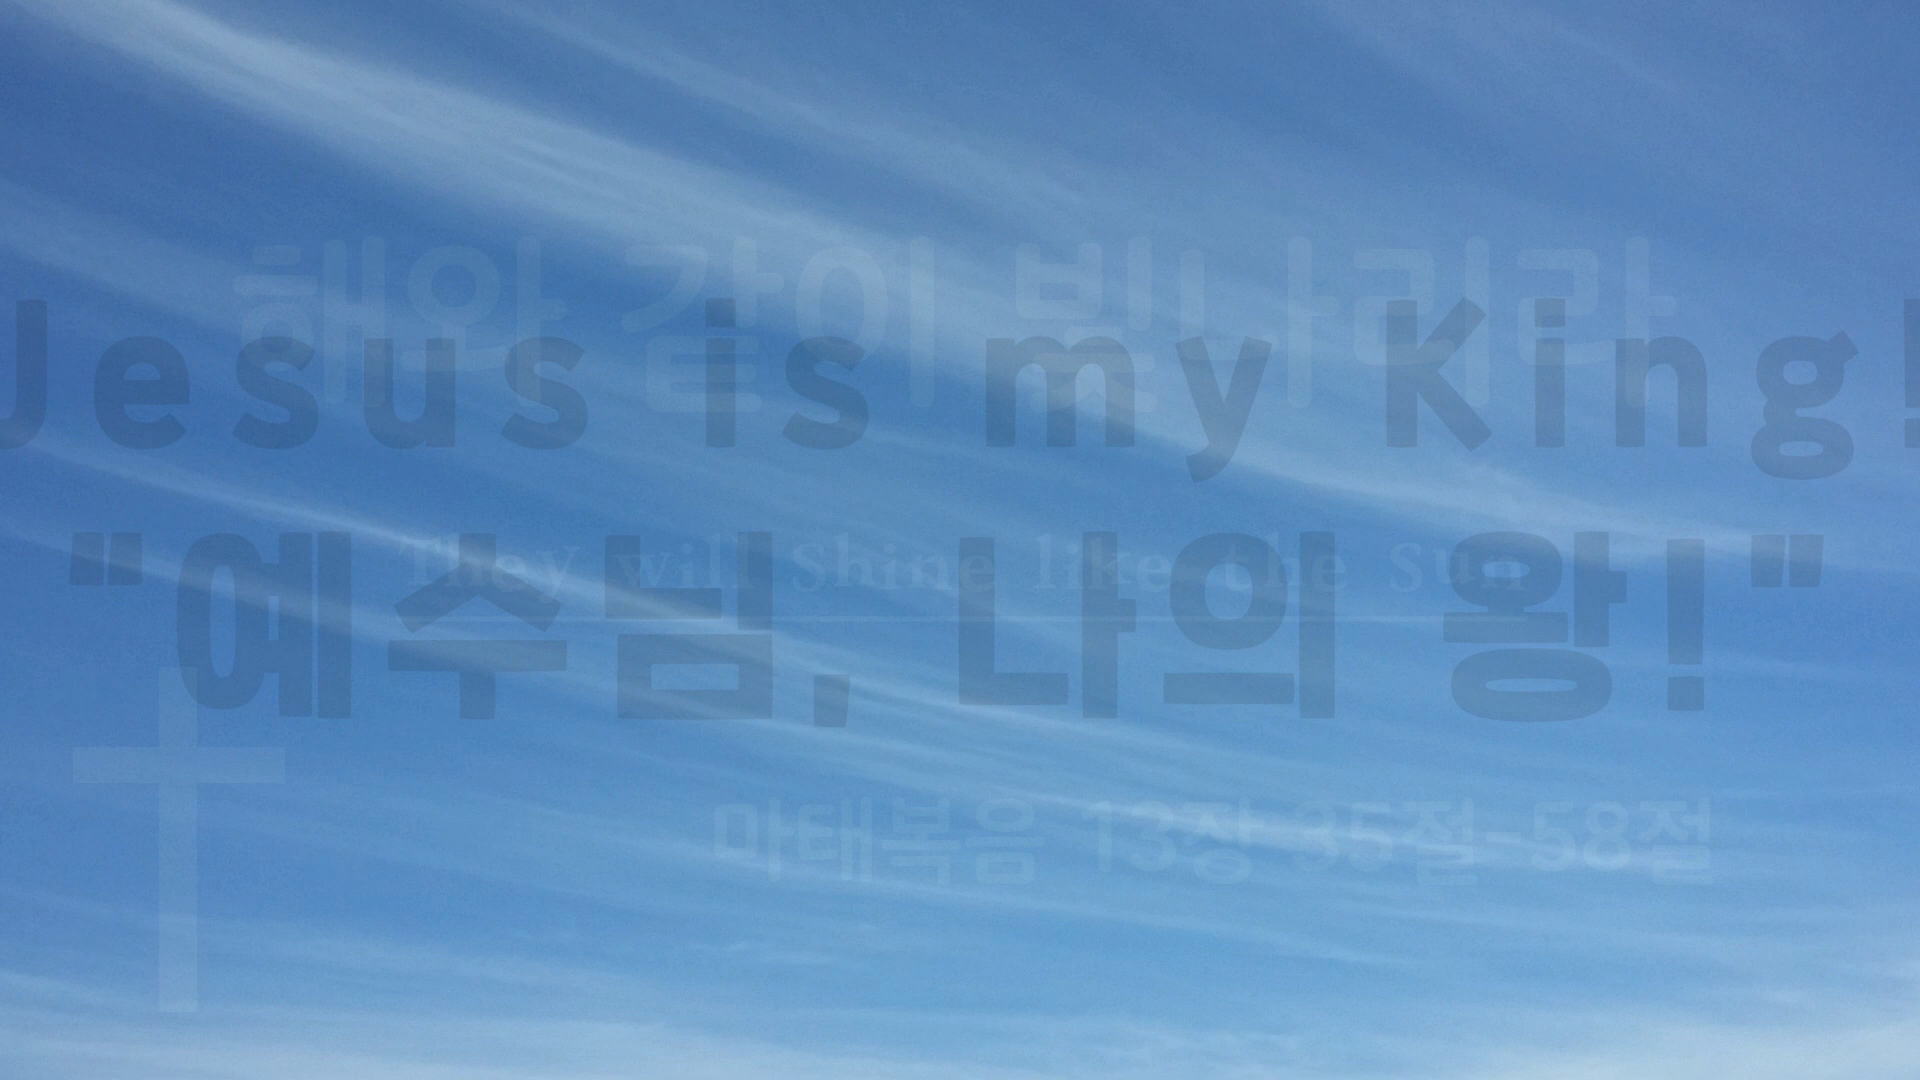 해와 같이 빛나리라
Jesus is my King!
They will Shine like the Sun
"예수님, 나의 왕!"
마태복음 13장 35절-58절